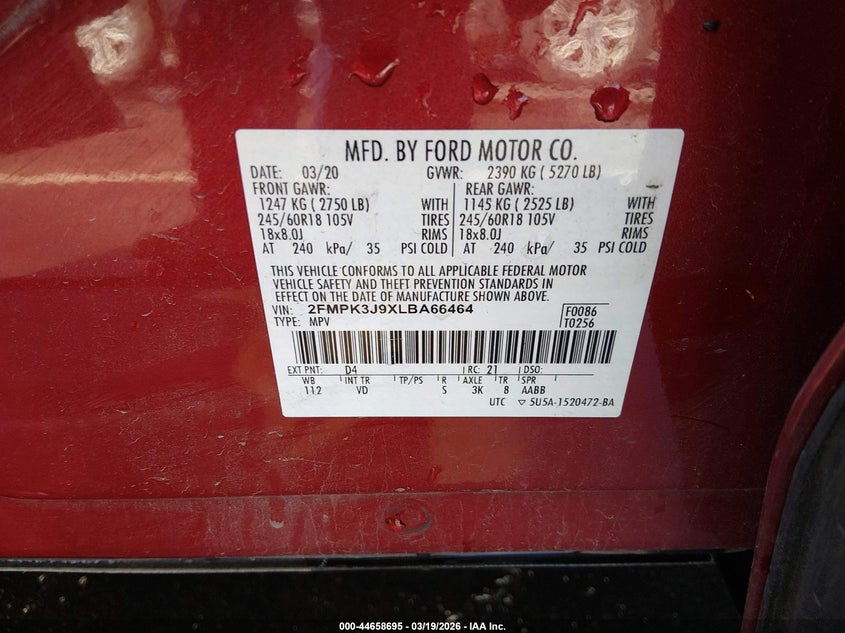 MFD. BY FORD MOTOR CO.
DATE: 03/20 GVWR: 2390 KG ( 5270 LB)
FRONT GAWR: REAR GAWR:
1247 KG ( 2750 LB) WITH 1145 KG ( 2525 LB) WITH
245/60R18 105V TIRES 245/60R18 105V TIRES
18x8.0J RIMS 18x8.0J RIMS
AT 240 kPa/ 35 PSI COLD AT 240 kPa/ 35 PSI COLD
THIS VEHICLE CONFORMS TO ALL APPLICABLE FEDERAL MOTOR
VEHICLE SAFETY AND THEFT PREVENTION STANDARDS IN
EFFECT ON THE DATE OF MANUFACTURE SHOWN ABOVE.
VIN: 2FMPK3J9XLBA66464 F0086
TYPE: MPV T0256
EXT PNT: D4 RC: 21 DSO:
WB INT TR TP/PS R AXLE TR SPR
112 VD S 3K 8 AABB
UTC ▽ 5U5A-1520472-BA
000-44658695 - 03/19/2026 - IAA Inc.